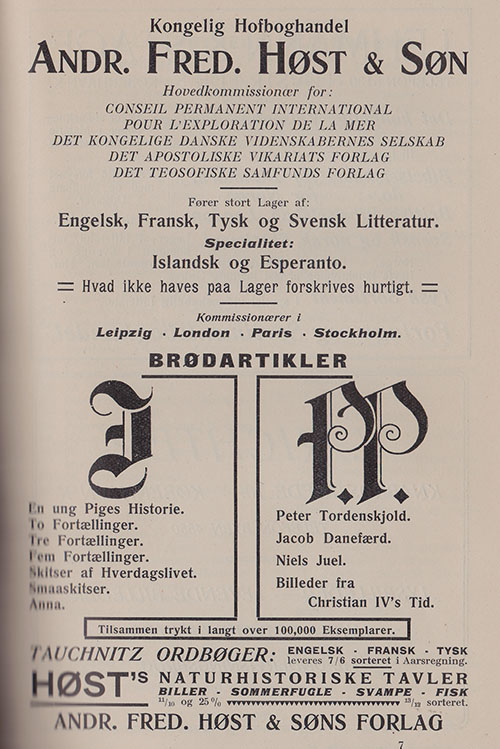 Kongelig Hofboghandel
ANDR. FRED. HØST & SØN
Hovedkommissionær for:
CONSEIL PERMANENT INTERNATIONAL
POUR L'EXPLORATION DE LA MER
DET KONGELIGE DANSKE VIDENSKABERNES SELSKAB
DET APOSTOLISKE VIKARIATS FORLAG
DET TEOSOFISKE SAMFUNDS FORLAG
Fører stort Lager af:
Engelsk, Fransk, Tysk og Svensk Litteratur.
Specialitet:
Islandsk og Esperanto.
= Hvad ikke haves paa Lager forskrives hurtigt. =
Kommissionærer i
Leipzig . London . Paris . Stockholm.
BRØDARTIKLER
I
En ung Piges Historie.
To Fortællinger.
Tre Fortællinger.
Fem Fortællinger.
Skitser af Hverdagslivet.
Smaaskitser.
Anna.
P.P.
Peter Tordenskjold.
Jacob Danefærd.
Niels Juel.
Billeder fra
Christian IV's Tid.
Tilsammen trykt i langt over 100,000 Eksemplarer.
TAUCHNITZ ORDBØGER: ENGELSK - FRANSK - TYSK
leveres 7/6 sorteret i Aarsregning.
HØST'S NATURHISTORISKE TAVLER
BILLER - SOMMERFUGLE - SVAMPE - FISK
11/10 og 25 % 13/12 sorteret.
ANDR. FRED. HØST & SØNS FORLAG
7